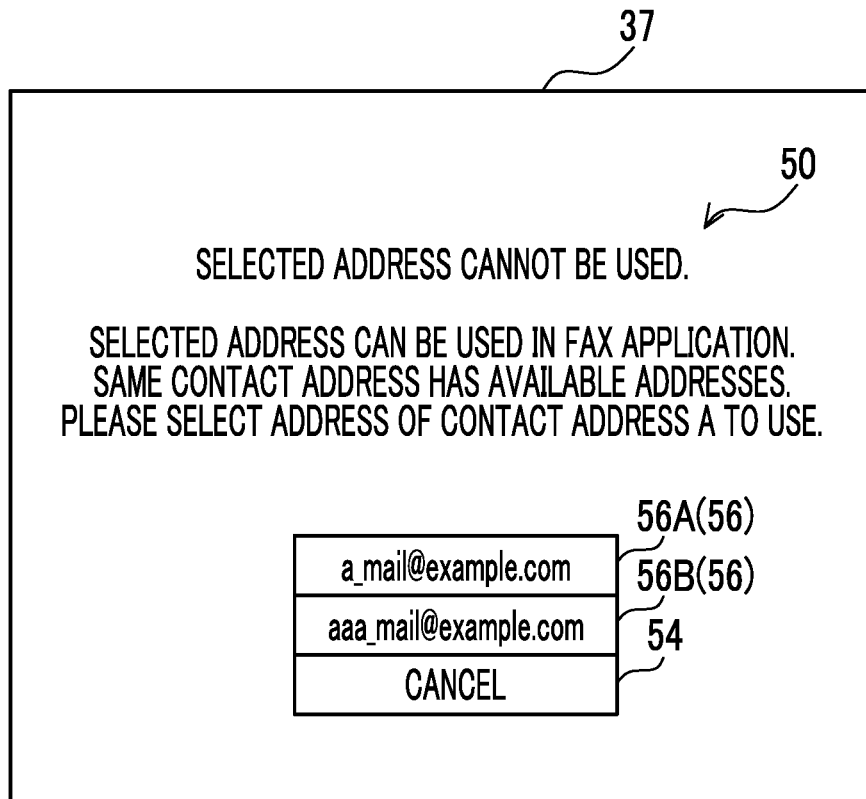 37
50
SELECTED ADDRESS CANNOT BE USED.
SELECTED ADDRESS CAN BE USED IN FAX APPLICATION.
SAME CONTACT ADDRESS HAS AVAILABLE ADDRESSES.
PLEASE SELECT ADDRESS OF CONTACT ADDRESS A TO USE.
56A(56)
a_mail@example.com
56B(56)
aaa_mail@example.com
54
CANCEL